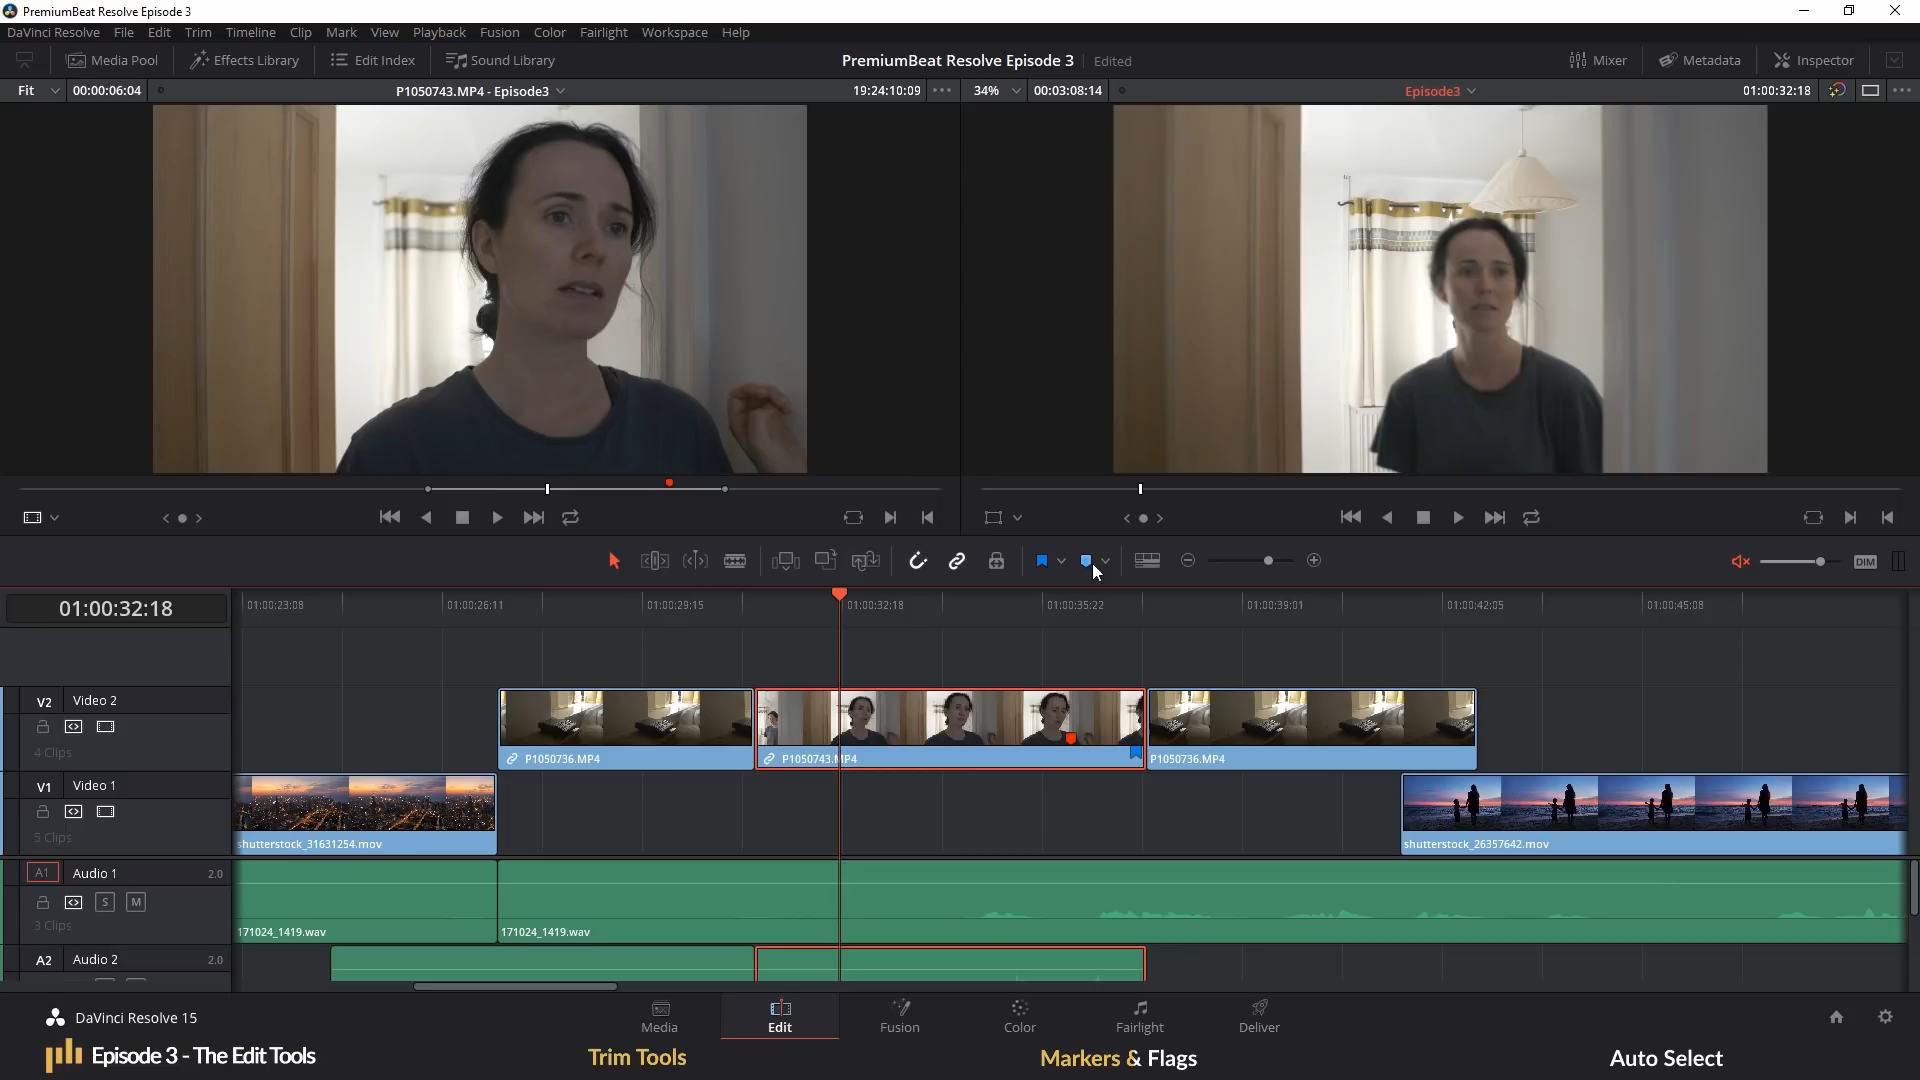 PremiumBeat Resolve Episode 3
DaVinci Resolve File Edit Trim Timeline Clip Mark View Playback Fusion Color Fairlight Workspace Help
Media Pool Effects Library Edit Index Sound Library PremiumBeat Resolve Episode 3 Edited Mixer Metadata Inspector
Fit 00:00:06:04 P1050743.MP4 - Episode3 19:24:10:09 ••• 34% 00:03:08:14 Episode3 01:00:32:18 •••
DIM
01:00:32:18 01:00:23:08 01:00:26:11 01:00:29:15 01:00:32:18 01:00:35:22 01:00:39:01 01:00:42:05 01:00:45:08
V2 Video 2
4 Clips
P1050736.MP4 P1050743.MP4 P1050736.MP4
V1 Video 1
5 Clips
shutterstock_31631254.mov shutterstock_26357642.mov
A1 Audio 1 2.0
S M
3 Clips
171024_1419.wav 171024_1419.wav
A2 Audio 2 2.0
DaVinci Resolve 15 Media Edit Fusion Color Fairlight Deliver
Episode 3 - The Edit Tools Trim Tools Markers & Flags Auto Select